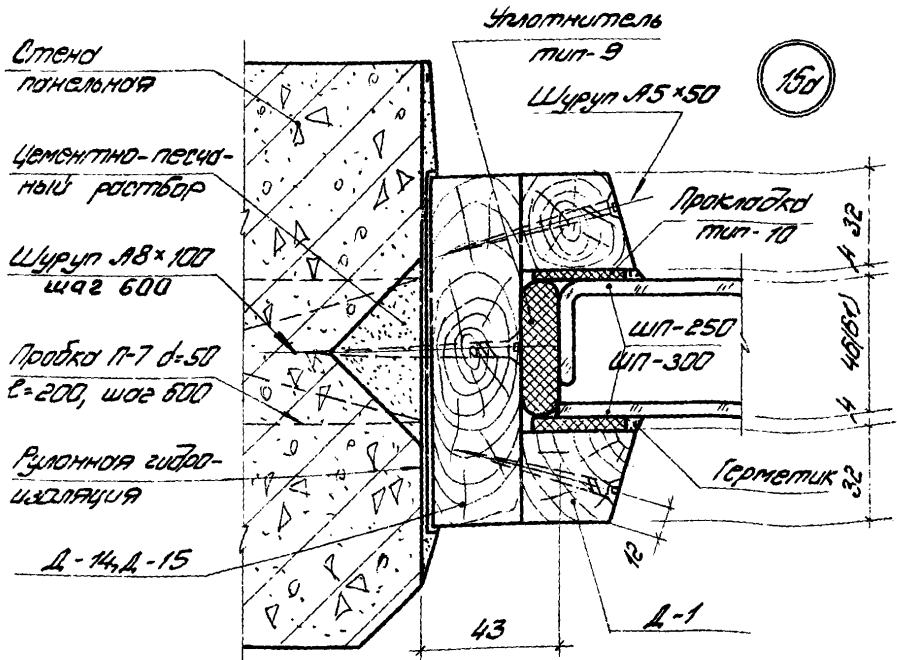 Уплотнитель
тип-9
15а
Шуруп А5×50
Стена
панельная
Цементно-песча-
ный раствор
Шуруп А8×100
шаг 600
Пробка П-7 d=50
ℓ=200, шаг 600
Рулонная гидро-
изоляция
Д-14, Д-15
Прокладка
тип-10
ШП-250
ШП-300
Герметик
Д-1
32
4
4
32
12
43